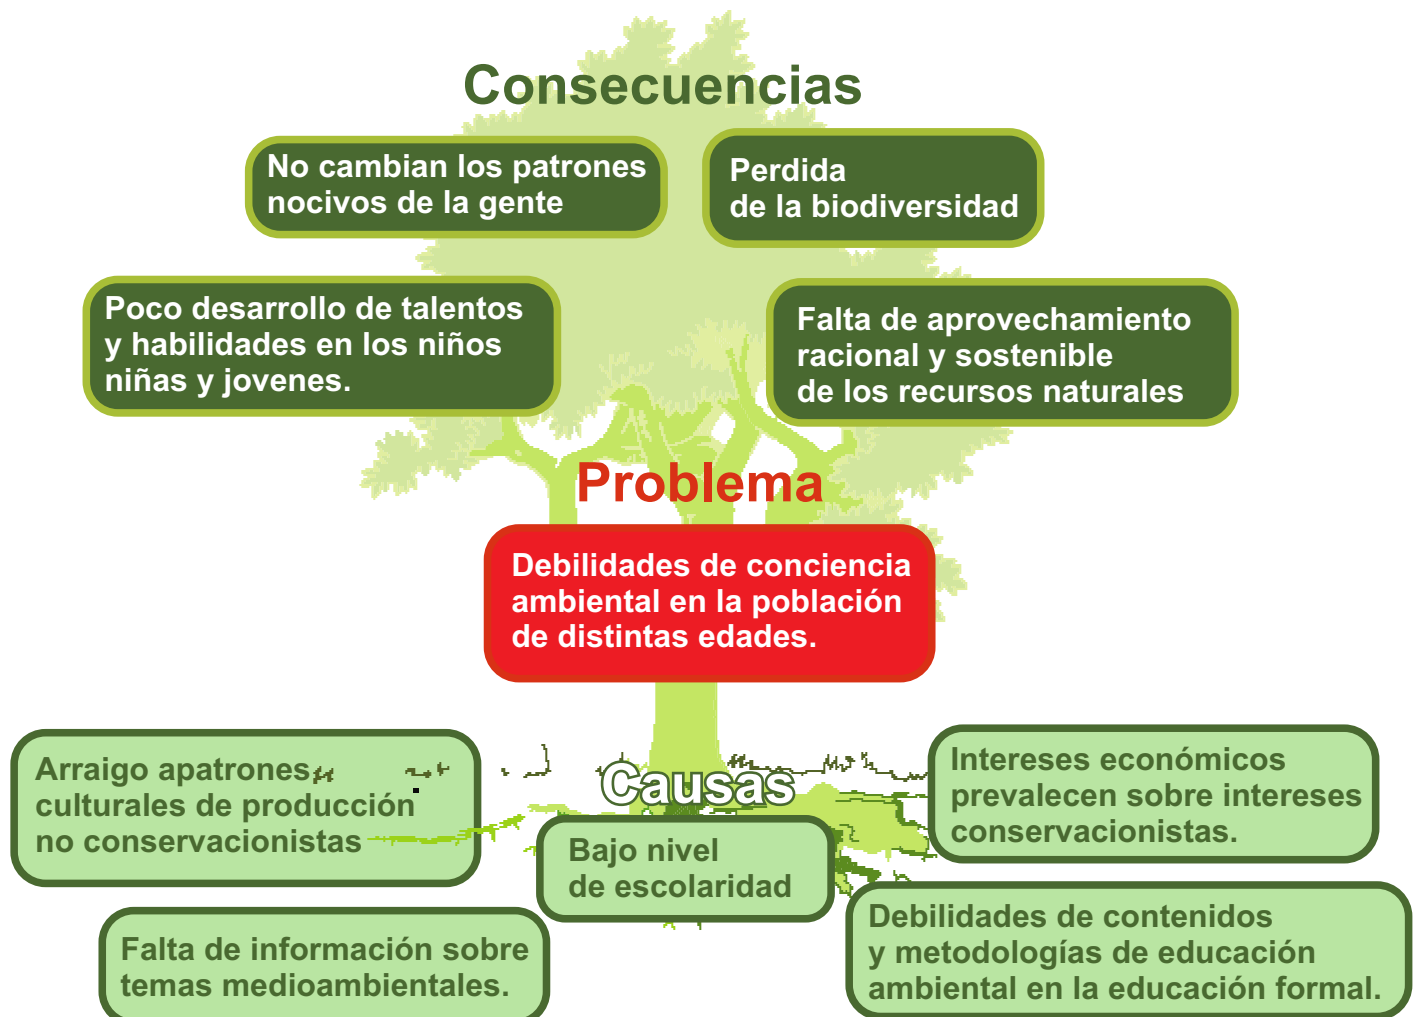 Consecuencias
No cambian los patrones
nocivos de la gente
Perdida
de la biodiversidad
Poco desarrollo de talentos
y habilidades en los niños
niñas y jovenes.
Falta de aprovechamiento
racional y sostenible
de los recursos naturales
Problema
Debilidades de conciencia
ambiental en la población
de distintas edades.
Causas
Arraigo apatrones
culturales de producción
no conservacionistas
Intereses económicos
prevalecen sobre intereses
conservacionistas.
Bajo nivel
de escolaridad
Falta de información sobre
temas medioambientales.
Debilidades de contenidos
y metodologías de educación
ambiental en la educación formal.